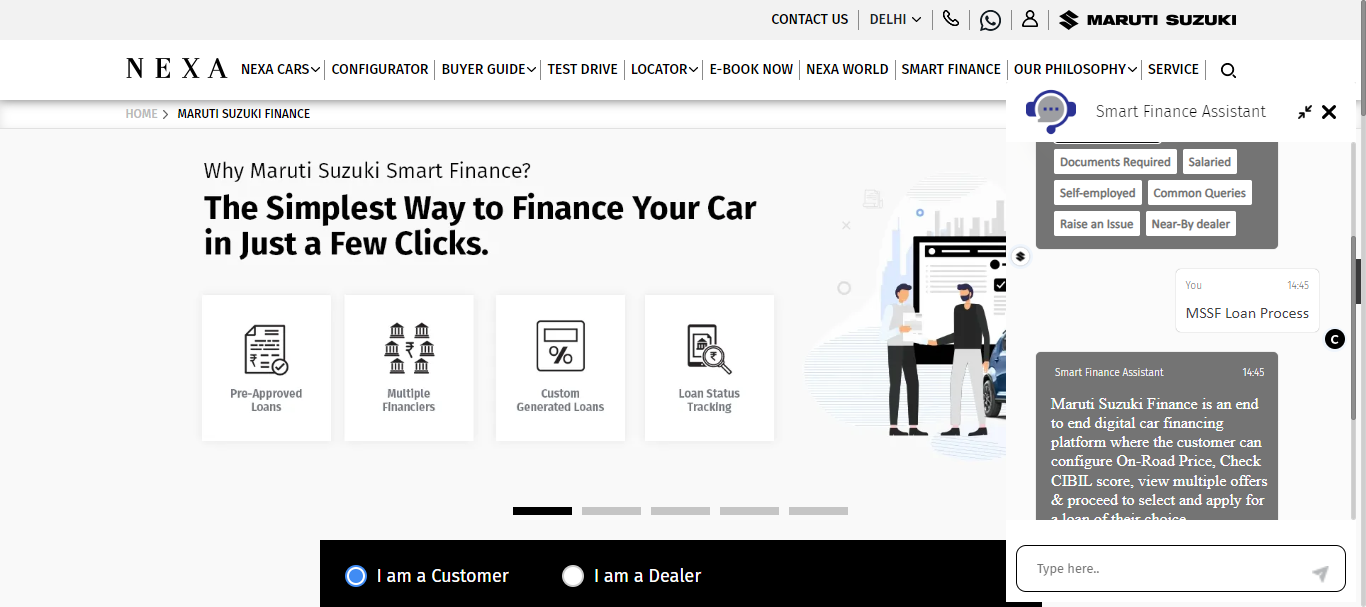 CONTACT US
DELHI
MARUTI SUZUKI
NEXA
NEXA CARS
CONFIGURATOR
BUYER GUIDE
TEST DRIVE
LOCATOR
E-BOOK NOW
NEXA WORLD
SMART FINANCE
OUR PHILOSOPHY
SERVICE
HOME > MARUTI SUZUKI FINANCE
Why Maruti Suzuki Smart Finance?
The Simplest Way to Finance Your Car
in Just a Few Clicks.
Pre-Approved
Loans
Multiple
Financiers
Custom
Generated Loans
Loan Status
Tracking
I am a Customer
I am a Dealer
Smart Finance Assistant
Documents Required
Salaried
Self-employed
Common Queries
Raise an Issue
Near-By dealer
You 14:45
MSSF Loan Process
C
Smart Finance Assistant 14:45
Maruti Suzuki Finance is an end
to end digital car financing
platform where the customer can
configure On-Road Price, Check
CIBIL score, view multiple offers
& proceed to select and apply for
a loan of their choice
Type here..